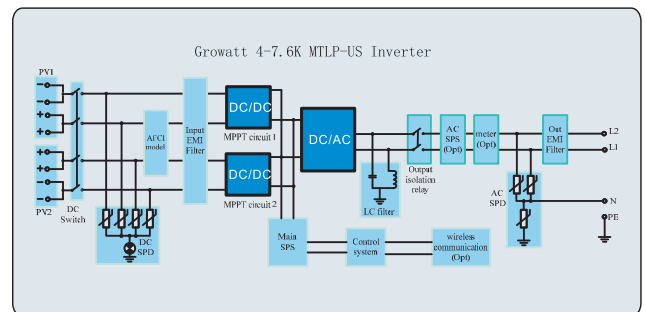 Growatt 4-7.6K MTLP-US Inverter
PV1
PV2
DC
Switch
AFCI
model
DC
SPD
Input
EMI
Filter
DC/DC
MPPT circuit 1
DC/DC
MPPT circuit 2
DC/AC
LC filter
Output
isolation
relay
AC
SPS
(Opt)
meter
(Opt)
Out
EMI
Filter
AC
SPD
L2
L1
N
PE
Main
SPS
Control
system
wireless
communication
(Opt)